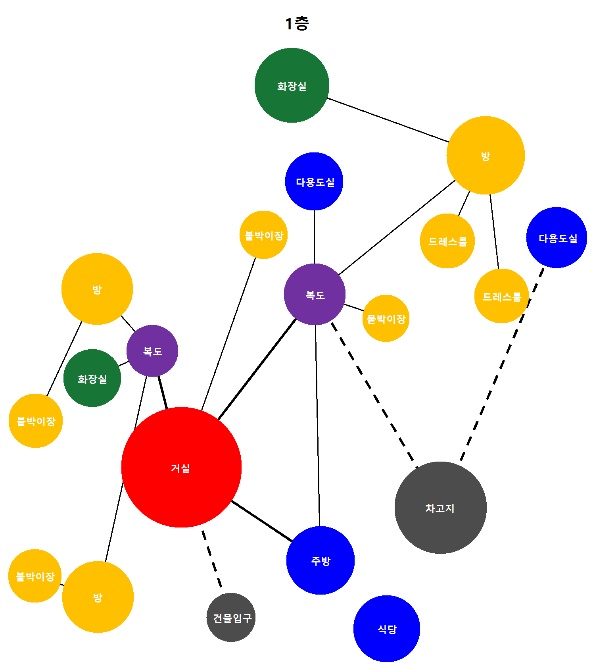 1층
화장실
방
다용도실
붙박이장
드레스룸
다용도실
방
복도
드레스룸
붙박이장
복도
화장실
붙박이장
거실
차고지
주방
붙박이장
방
건물입구
식당